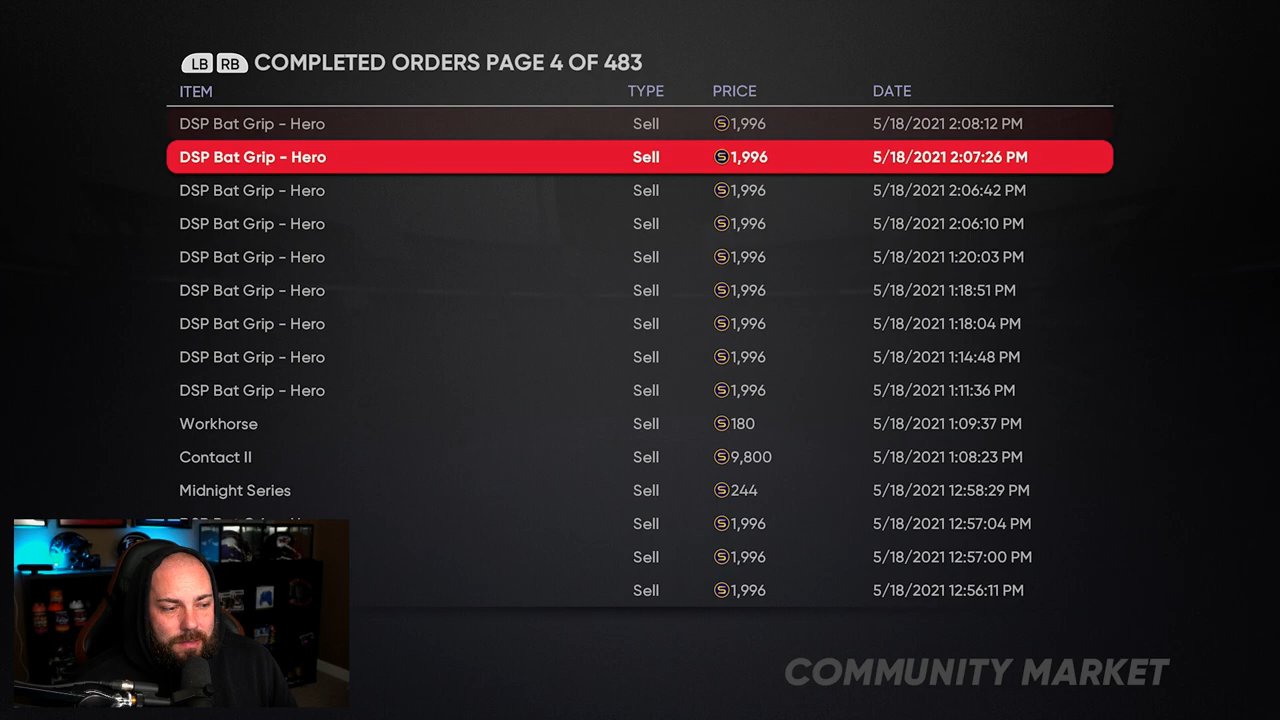 LB RB COMPLETED ORDERS PAGE 4 OF 483
ITEM TYPE PRICE DATE
DSP Bat Grip - Hero Sell S 1,996 5/18/2021 2:08:12 PM
DSP Bat Grip - Hero Sell S 1,996 5/18/2021 2:07:26 PM
DSP Bat Grip - Hero Sell S 1,996 5/18/2021 2:06:42 PM
DSP Bat Grip - Hero Sell S 1,996 5/18/2021 2:06:10 PM
DSP Bat Grip - Hero Sell S 1,996 5/18/2021 1:20:03 PM
DSP Bat Grip - Hero Sell S 1,996 5/18/2021 1:18:51 PM
DSP Bat Grip - Hero Sell S 1,996 5/18/2021 1:18:04 PM
DSP Bat Grip - Hero Sell S 1,996 5/18/2021 1:14:48 PM
DSP Bat Grip - Hero Sell S 1,996 5/18/2021 1:11:36 PM
Workhorse Sell S 180 5/18/2021 1:09:37 PM
Contact II Sell S 9,800 5/18/2021 1:08:23 PM
Midnight Series Sell S 244 5/18/2021 12:58:29 PM
Sell S 1,996 5/18/2021 12:57:04 PM
Sell S 1,996 5/18/2021 12:57:00 PM
Sell S 1,996 5/18/2021 12:56:11 PM
COMMUNITY MARKET